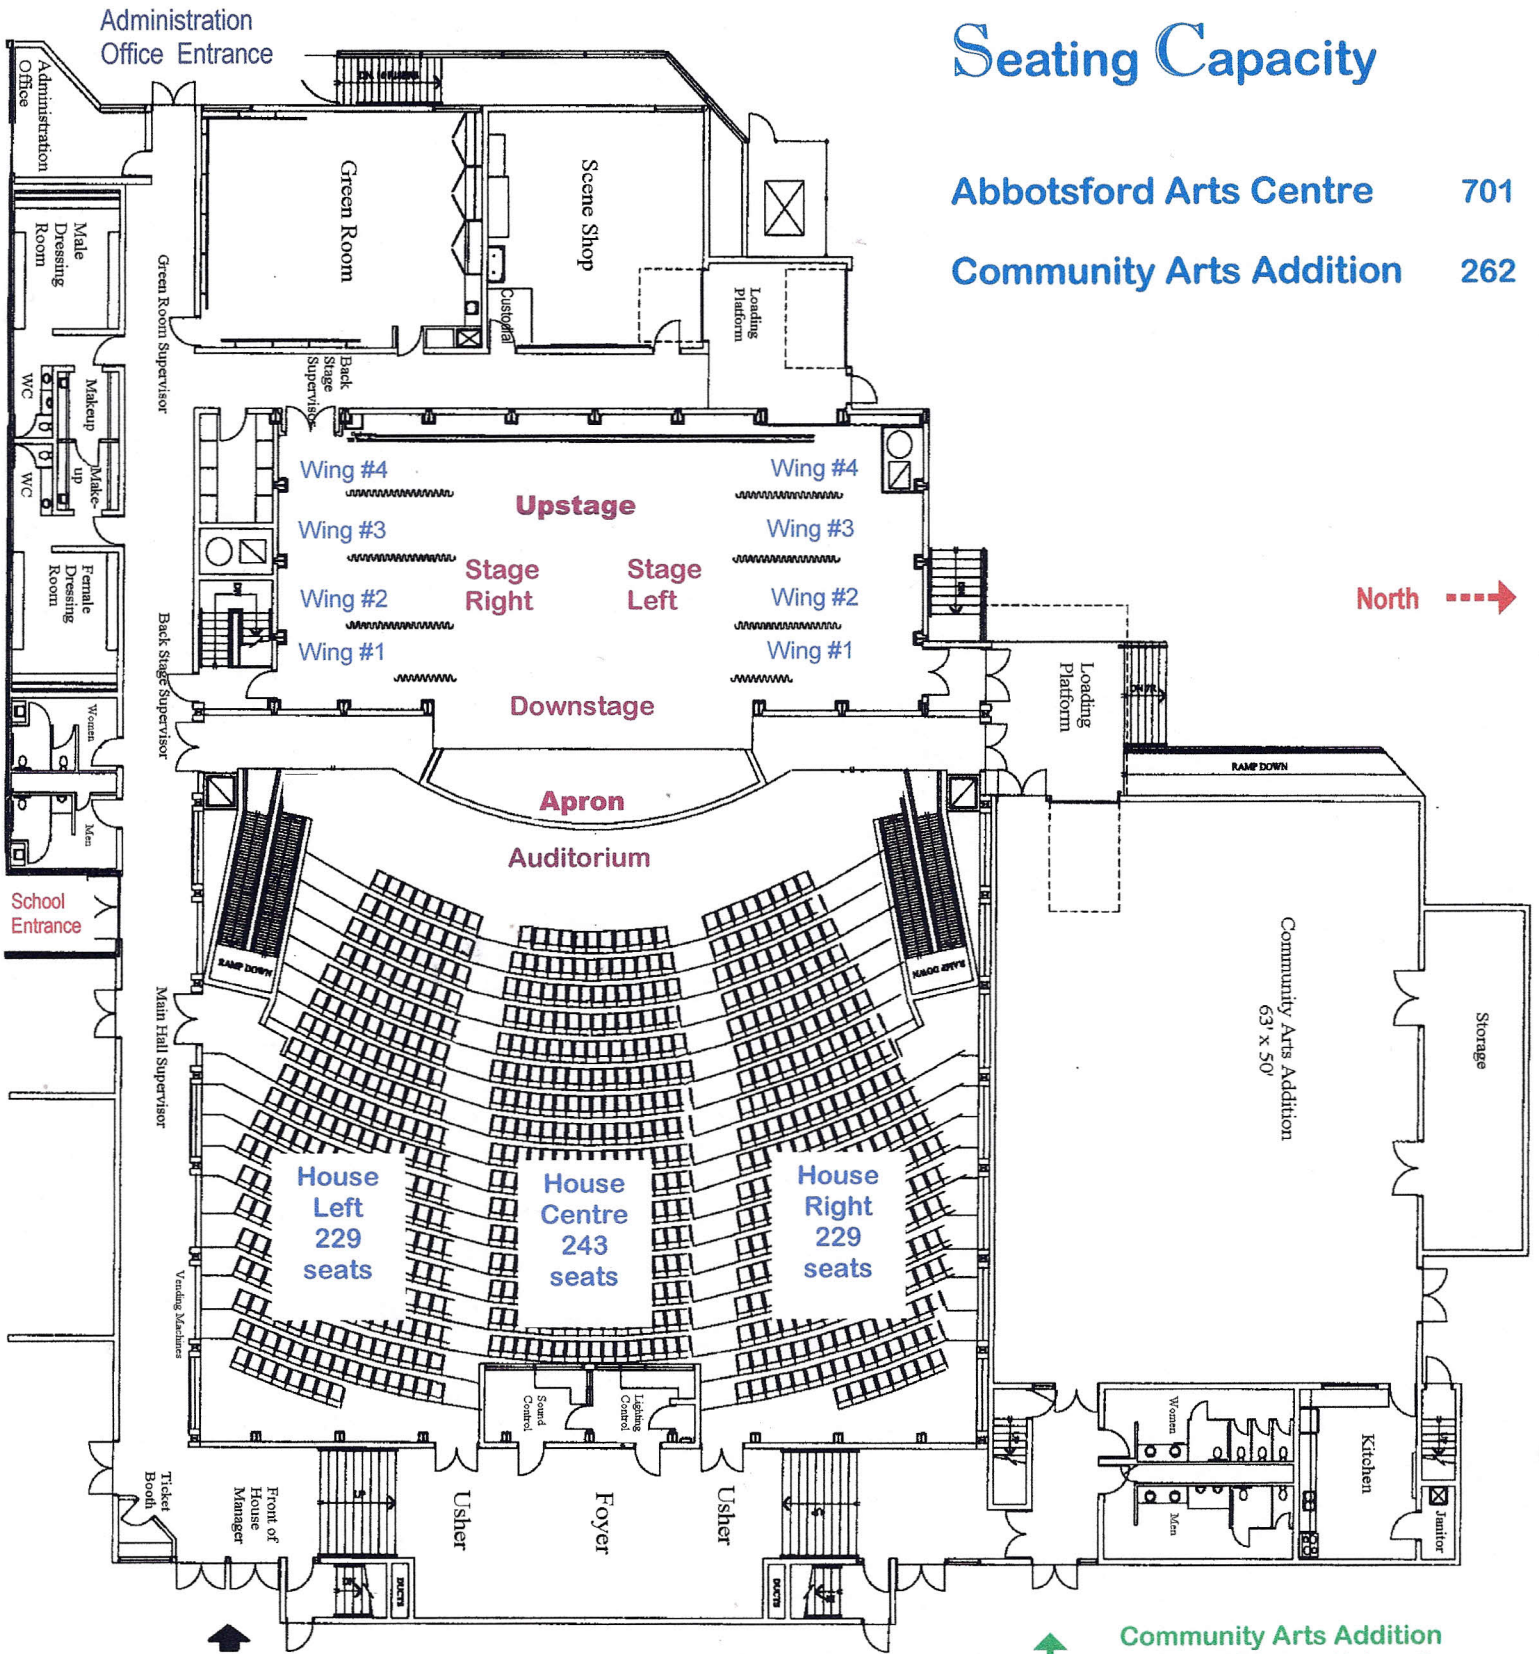 Administration
Office Entrance
Seating Capacity
Abbotsford Arts Centre 701
Community Arts Addition 262
Administration
Office
Green Room
Scene Shop
Custodial
Loading
Platform
Male
Dressing
Room
Green Room Supervisor
Back
Stage
Supervisor
WC
Makeup
WC
Make-
up
Female
Dressing
Room
Wing #4
Wing #4
Upstage
Wing #3
Wing #3
Stage
Right
Stage
Left
Wing #2
Wing #2
Wing #1
Wing #1
Downstage
DN
DN
North
Back Stage Supervisor
Loading
Platform
RAMP DOWN
Women
Men
Apron
Auditorium
School
Entrance
RAMP DOWN
RAMP DOWN
Main Hall Supervisor
Community Arts Addition
63' x 50'
Storage
House
Left
229
seats
House
Centre
243
seats
House
Right
229
seats
Vending Machines
Sound
Control
Lighting
Control
Women
Men
Kitchen
Janitor
Ticket
Booth
Front of
House
Manager
UP
Usher
Foyer
Usher
UP
DUCTS
DUCTS
Community Arts Addition